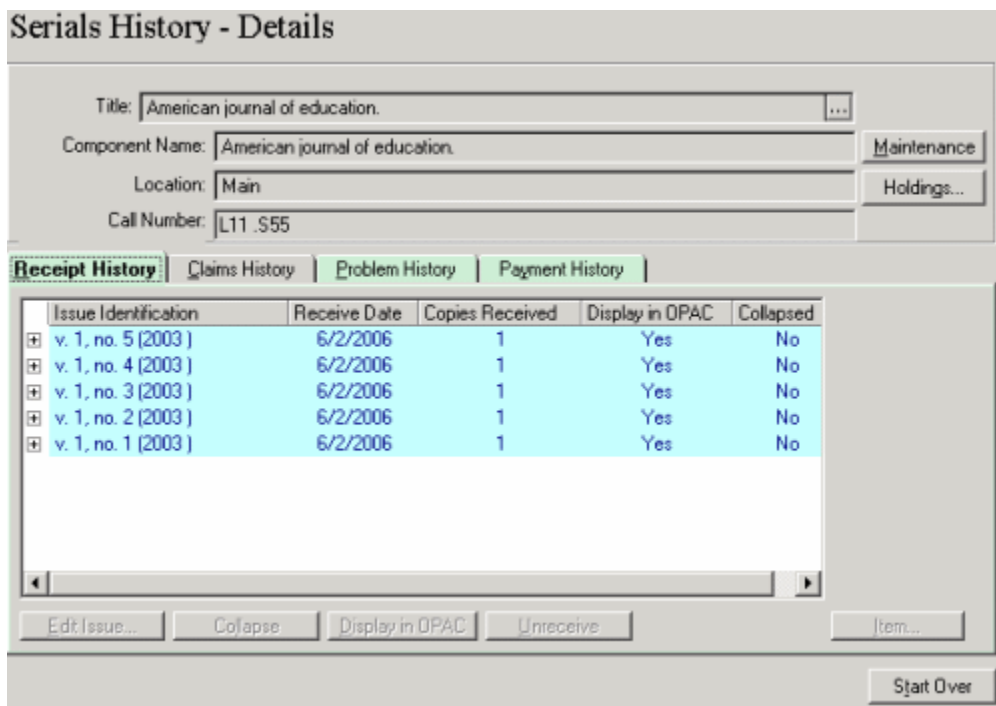 Serials History - Details
Title: American journal of education. ...
Component Name: American journal of education. Maintenance
Location: Main Holdings...
Call Number: L11 .S55
Receipt History Claims History Problem History Payment History
Issue Identification Receive Date Copies Received Display in OPAC Collapsed
v. 1, no. 5 (2003 ) 6/2/2006 1 Yes No
v. 1, no. 4 (2003 ) 6/2/2006 1 Yes No
v. 1, no. 3 (2003 ) 6/2/2006 1 Yes No
v. 1, no. 2 (2003 ) 6/2/2006 1 Yes No
v. 1, no. 1 (2003 ) 6/2/2006 1 Yes No
Edit Issue... Collapse Display in OPAC Unreceive Item...
Start Over